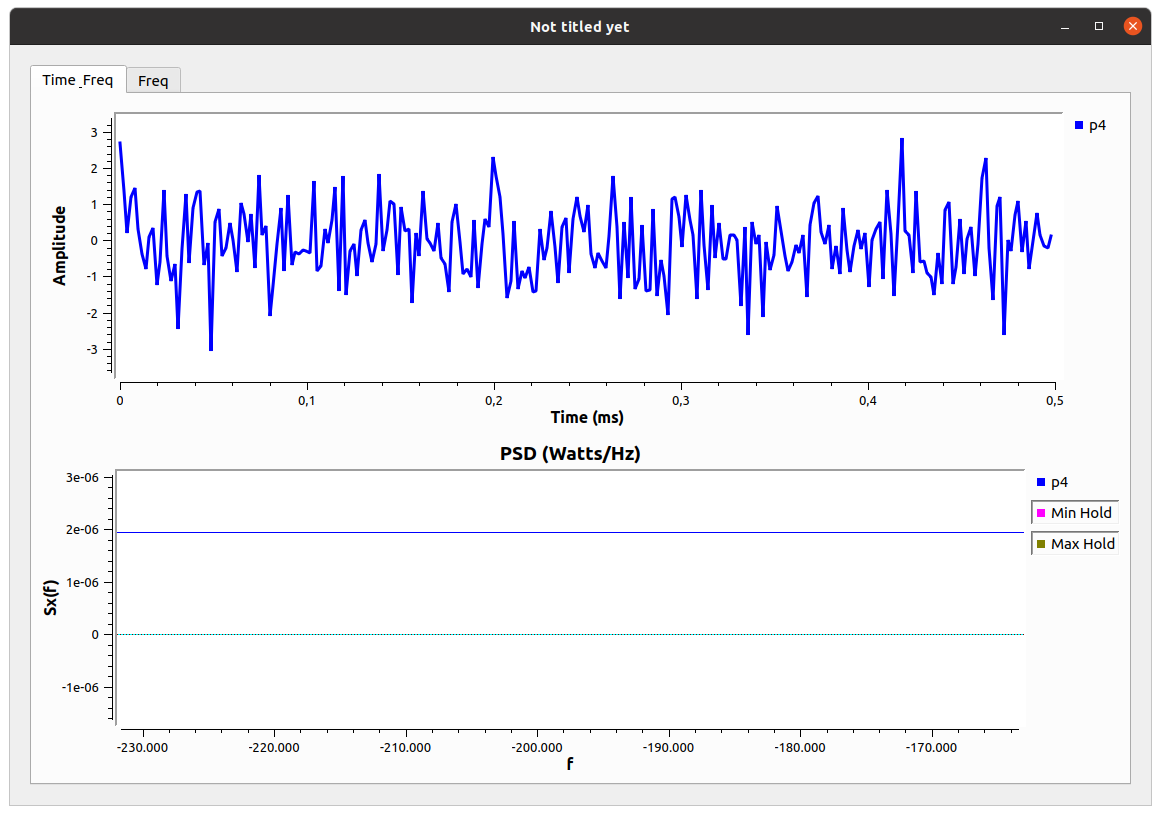 Not titled yet
Time_Freq
Freq
3
2
1
0
-1
-2
-3
Amplitude
p4
0
0,1
0,2
0,3
0,4
0,5
Time (ms)
PSD (Watts/Hz)
3e-06
2e-06
1e-06
0
-1e-06
Sx(f)
p4
Min Hold
Max Hold
-230.000
-220.000
-210.000
-200.000
-190.000
-180.000
-170.000
f